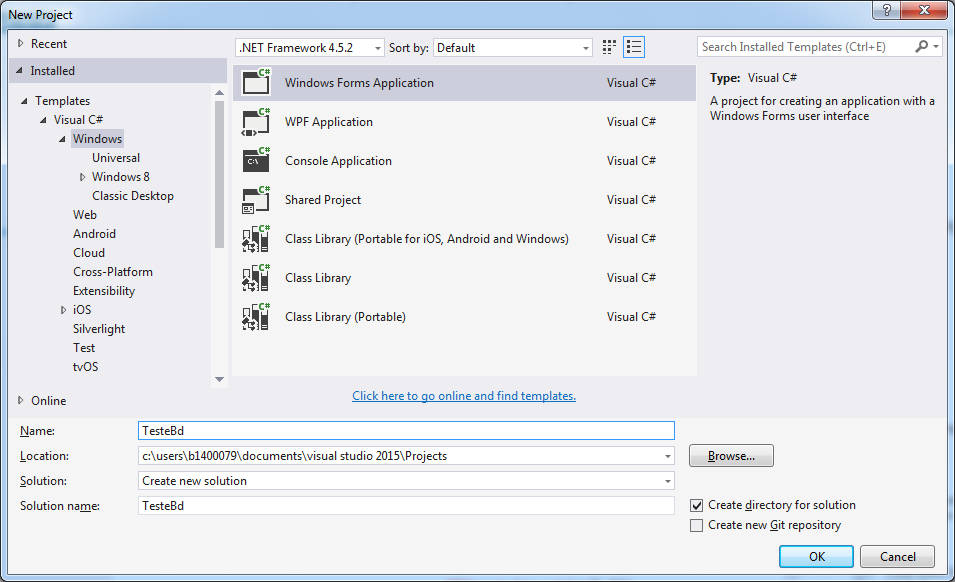 New Project
Recent
Installed
Templates
Visual C#
Windows
Universal
Windows 8
Classic Desktop
Web
Android
Cloud
Cross-Platform
Extensibility
iOS
Silverlight
Test
tvOS
Online
.NET Framework 4.5.2 Sort by: Default
C# Windows Forms Application Visual C#
C# WPF Application Visual C#
C# C:\ Console Application Visual C#
C# Shared Project Visual C#
C# Class Library (Portable for iOS, Android and Windows) Visual C#
C# Class Library Visual C#
C# Class Library (Portable) Visual C#
Click here to go online and find templates.
Search Installed Templates (Ctrl+E)
Type: Visual C#
A project for creating an application with a
Windows Forms user interface
Name: TesteBd
Location: c:\users\b1400079\documents\visual studio 2015\Projects Browse...
Solution: Create new solution
Solution name: TesteBd
Create directory for solution
Create new Git repository
OK Cancel